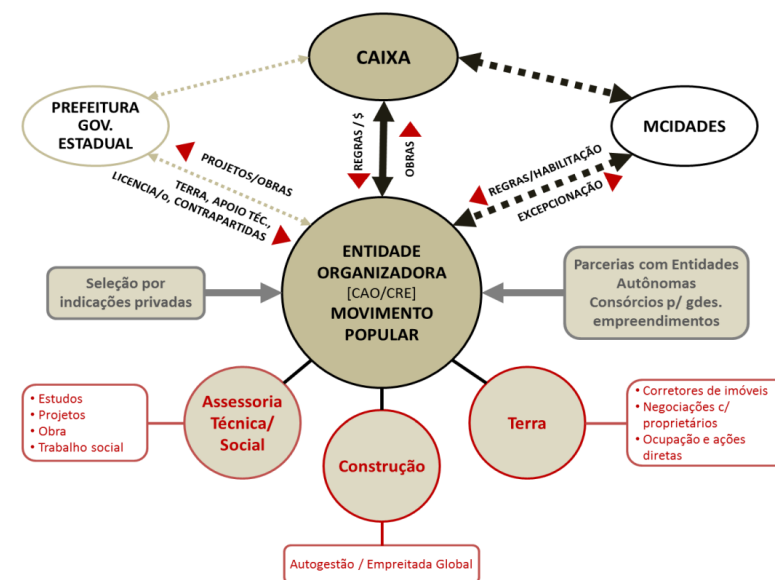 CAIXA
PREFEITURA
GOV.
ESTADUAL
MCIDADES
PROJETOS/OBRAS
TERRA, APOIO TÉC.,
LICENCIA/o, CONTRAPARTIDAS
REGRAS / $
OBRAS
REGRAS/HABILITAÇÃO
EXCEPCIONAÇÃO
ENTIDADE
ORGANIZADORA
[CAO/CRE]
MOVIMENTO
POPULAR
Seleção por
indicações privadas
Parcerias com Entidades
Autônomas
Consórcios p/ gdes.
empreendimentos
• Estudos
• Projetos
• Obra
• Trabalho social
Assessoria
Técnica/
Social
Construção
Terra
• Corretores de imóveis
• Negociações c/
proprietários
• Ocupação e ações
diretas
Autogestão / Empreitada Global